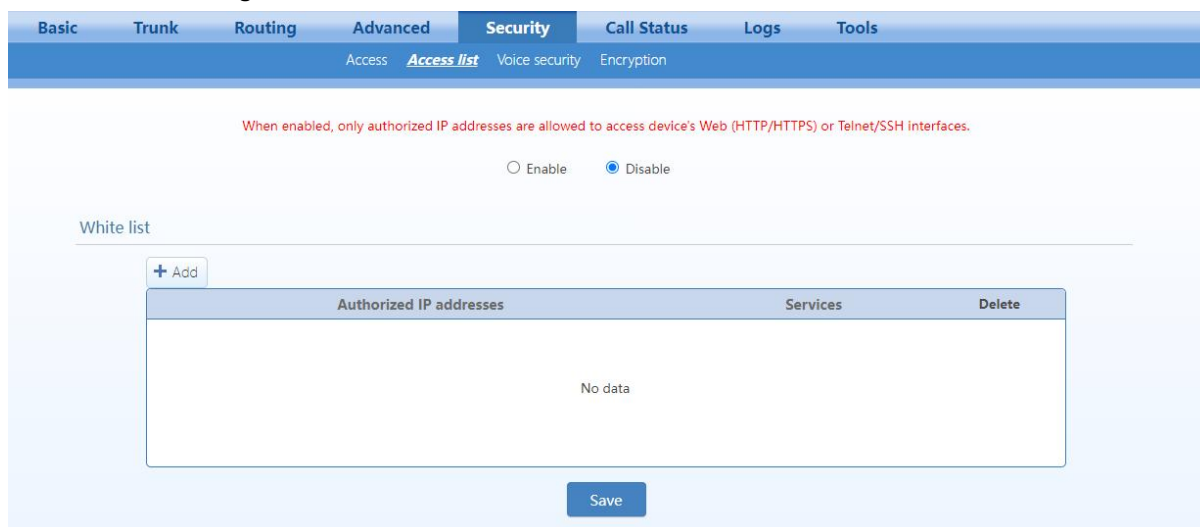 Basic Trunk Routing Advanced Security Call Status Logs Tools
Access Access list Voice security Encryption
When enabled, only authorized IP addresses are allowed to access device's Web (HTTP/HTTPS) or Telnet/SSH interfaces.
Enable Disable
White list
+ Add
Authorized IP addresses Services Delete
No data
Save